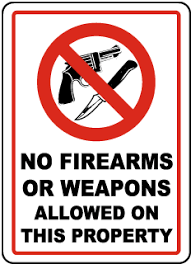 NO FIREARMS
OR WEAPONS
ALLOWED ON
THIS PROPERTY